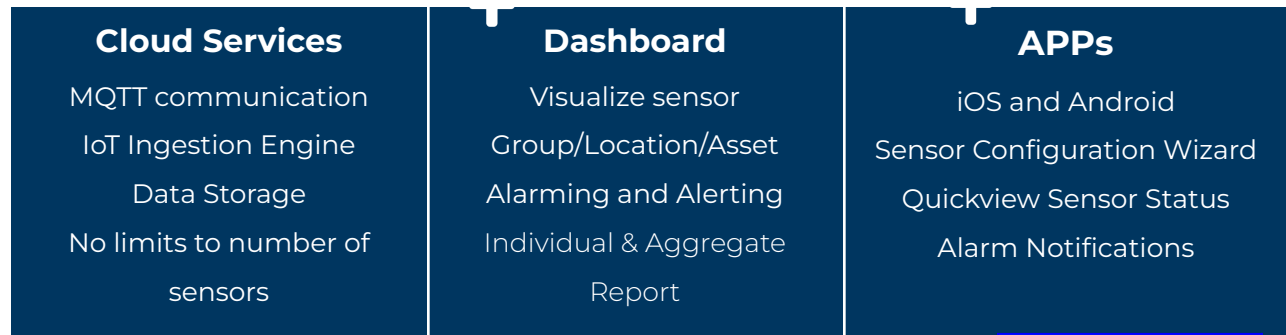 Cloud Services
MQTT communication
IoT Ingestion Engine
Data Storage
No limits to number of
sensors
Dashboard
Visualize sensor
Group/Location/Asset
Alarming and Alerting
Individual & Aggregate
Report
APPs
iOS and Android
Sensor Configuration Wizard
Quickview Sensor Status
Alarm Notifications